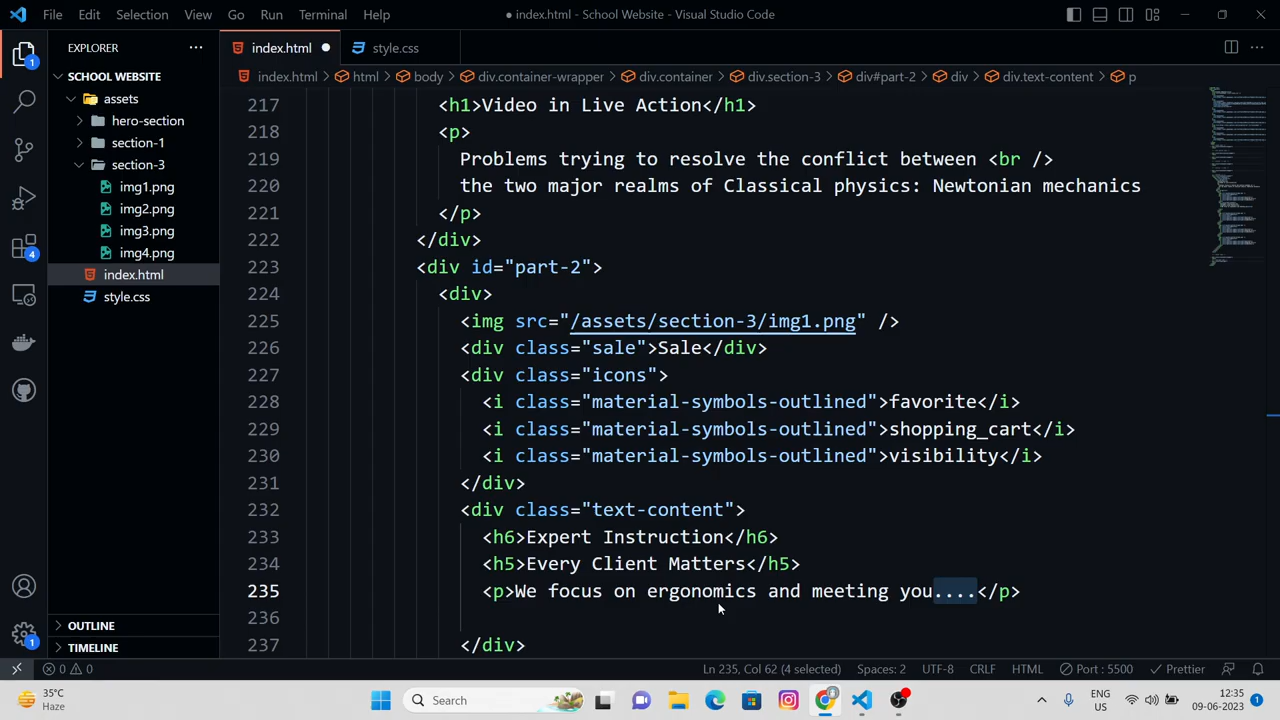 File Edit Selection View Go Run Terminal Help
● index.html - School Website - Visual Studio Code
EXPLORER
index.html
style.css
SCHOOL WEBSITE
index.html > html > body > div.container-wrapper > div.container > div.section-3 > div#part-2 > div > div.text-content > p
assets
hero-section
section-1
section-3
img1.png
img2.png
img3.png
img4.png
index.html
style.css
217 <h1>Video in Live Action</h1>
218 <p>
219 Problems trying to resolve the conflict between <br />
220 the two major realms of Classical physics: Newtonian mechanics
221 </p>
222 </div>
223 <div id="part-2">
224 <div>
225 <img src="/assets/section-3/img1.png" />
226 <div class="sale">Sale</div>
227 <div class="icons">
228 <i class="material-symbols-outlined">favorite</i>
229 <i class="material-symbols-outlined">shopping_cart</i>
230 <i class="material-symbols-outlined">visibility</i>
231 </div>
232 <div class="text-content">
233 <h6>Expert Instruction</h6>
234 <h5>Every Client Matters</h5>
235 <p>We focus on ergonomics and meeting you....</p>
236
237 </div>
1
4
1
OUTLINE
TIMELINE
0 0
Ln 235, Col 62 (4 selected) Spaces: 2 UTF-8 CRLF HTML Port : 5500 Prettier
35°C
Haze
Search
ENG
US
12:35
09-06-2023
1